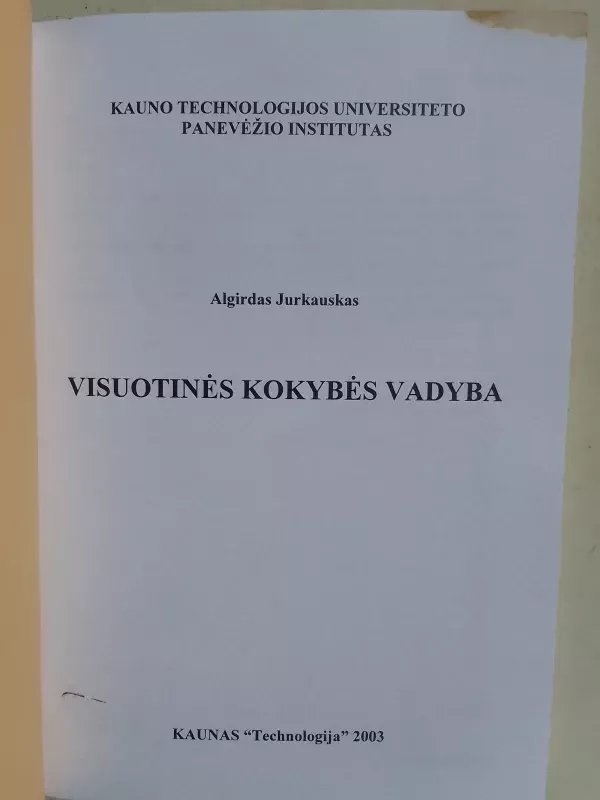 KAUNO TECHNOLOGIJOS UNIVERSITETO
PANEVĖŽIO INSTITUTAS
Algirdas Jurkauskas
VISUOTINĖS KOKYBĖS VADYBA
KAUNAS “Technologija” 2003